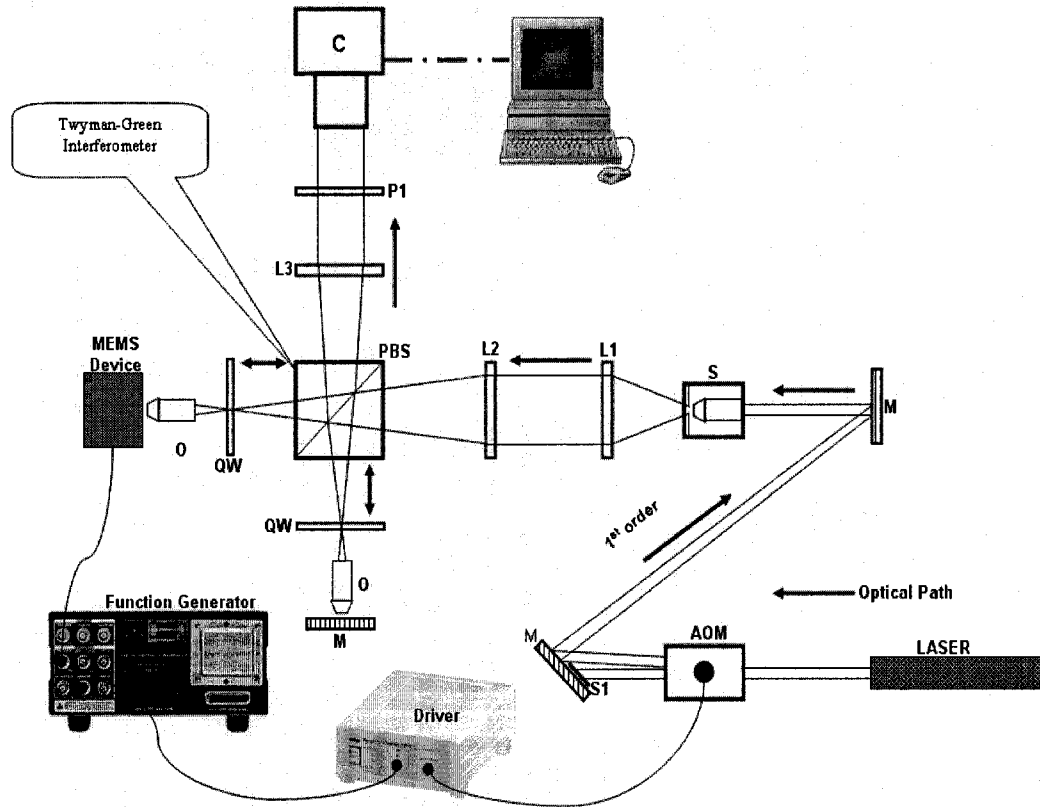 C
Twyman-Green
Interferometer
P1
L3
MEMS
Device
PBS
L2
L1
S
M
O
QW
QW
1st order
O
Function Generator
M
Optical Path
M
AOM
LASER
S1
Driver